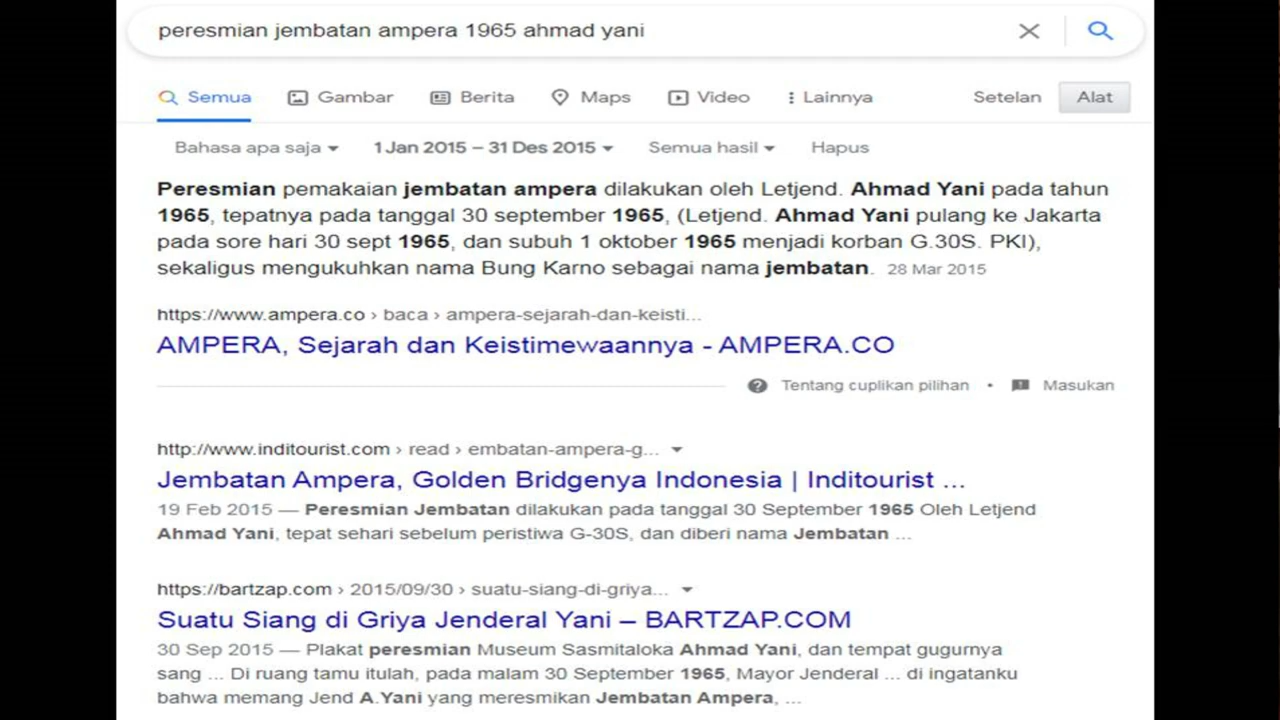 peresmian jembatan ampera 1965 ahmad yani
Semua Gambar Berita Maps Video Lainnya Setelan Alat
Bahasa apa saja 1 Jan 2015 – 31 Des 2015 Semua hasil Hapus
Peresmian pemakaian jembatan ampera dilakukan oleh Letjend. Ahmad Yani pada tahun
1965, tepatnya pada tanggal 30 september 1965, (Letjend. Ahmad Yani pulang ke Jakarta
pada sore hari 30 sept 1965, dan subuh 1 oktober 1965 menjadi korban G.30S. PKI),
sekaligus mengukuhkan nama Bung Karno sebagai nama jembatan. 28 Mar 2015
https://www.ampera.co › baca › ampera-sejarah-dan-keisti...
AMPERA, Sejarah dan Keistimewaannya - AMPERA.CO
Tentang cuplikan pilihan • Masukan
http://www.inditourist.com › read › embatan-ampera-g...
Jembatan Ampera, Golden Bridgenya Indonesia | Inditourist ...
19 Feb 2015 — Peresmian Jembatan dilakukan pada tanggal 30 September 1965 Oleh Letjend
Ahmad Yani, tepat sehari sebelum peristiwa G-30S, dan diberi nama Jembatan ...
https://bartzap.com › 2015/09/30 › suatu-siang-di-griya...
Suatu Siang di Griya Jenderal Yani – BARTZAP.COM
30 Sep 2015 — Plakat peresmian Museum Sasmitaloka Ahmad Yani, dan tempat gugurnya
sang ... Di ruang tamu itulah, pada malam 30 September 1965, Mayor Jenderal ... di ingatanku
bahwa memang Jend A.Yani yang meresmikan Jembatan Ampera, ...